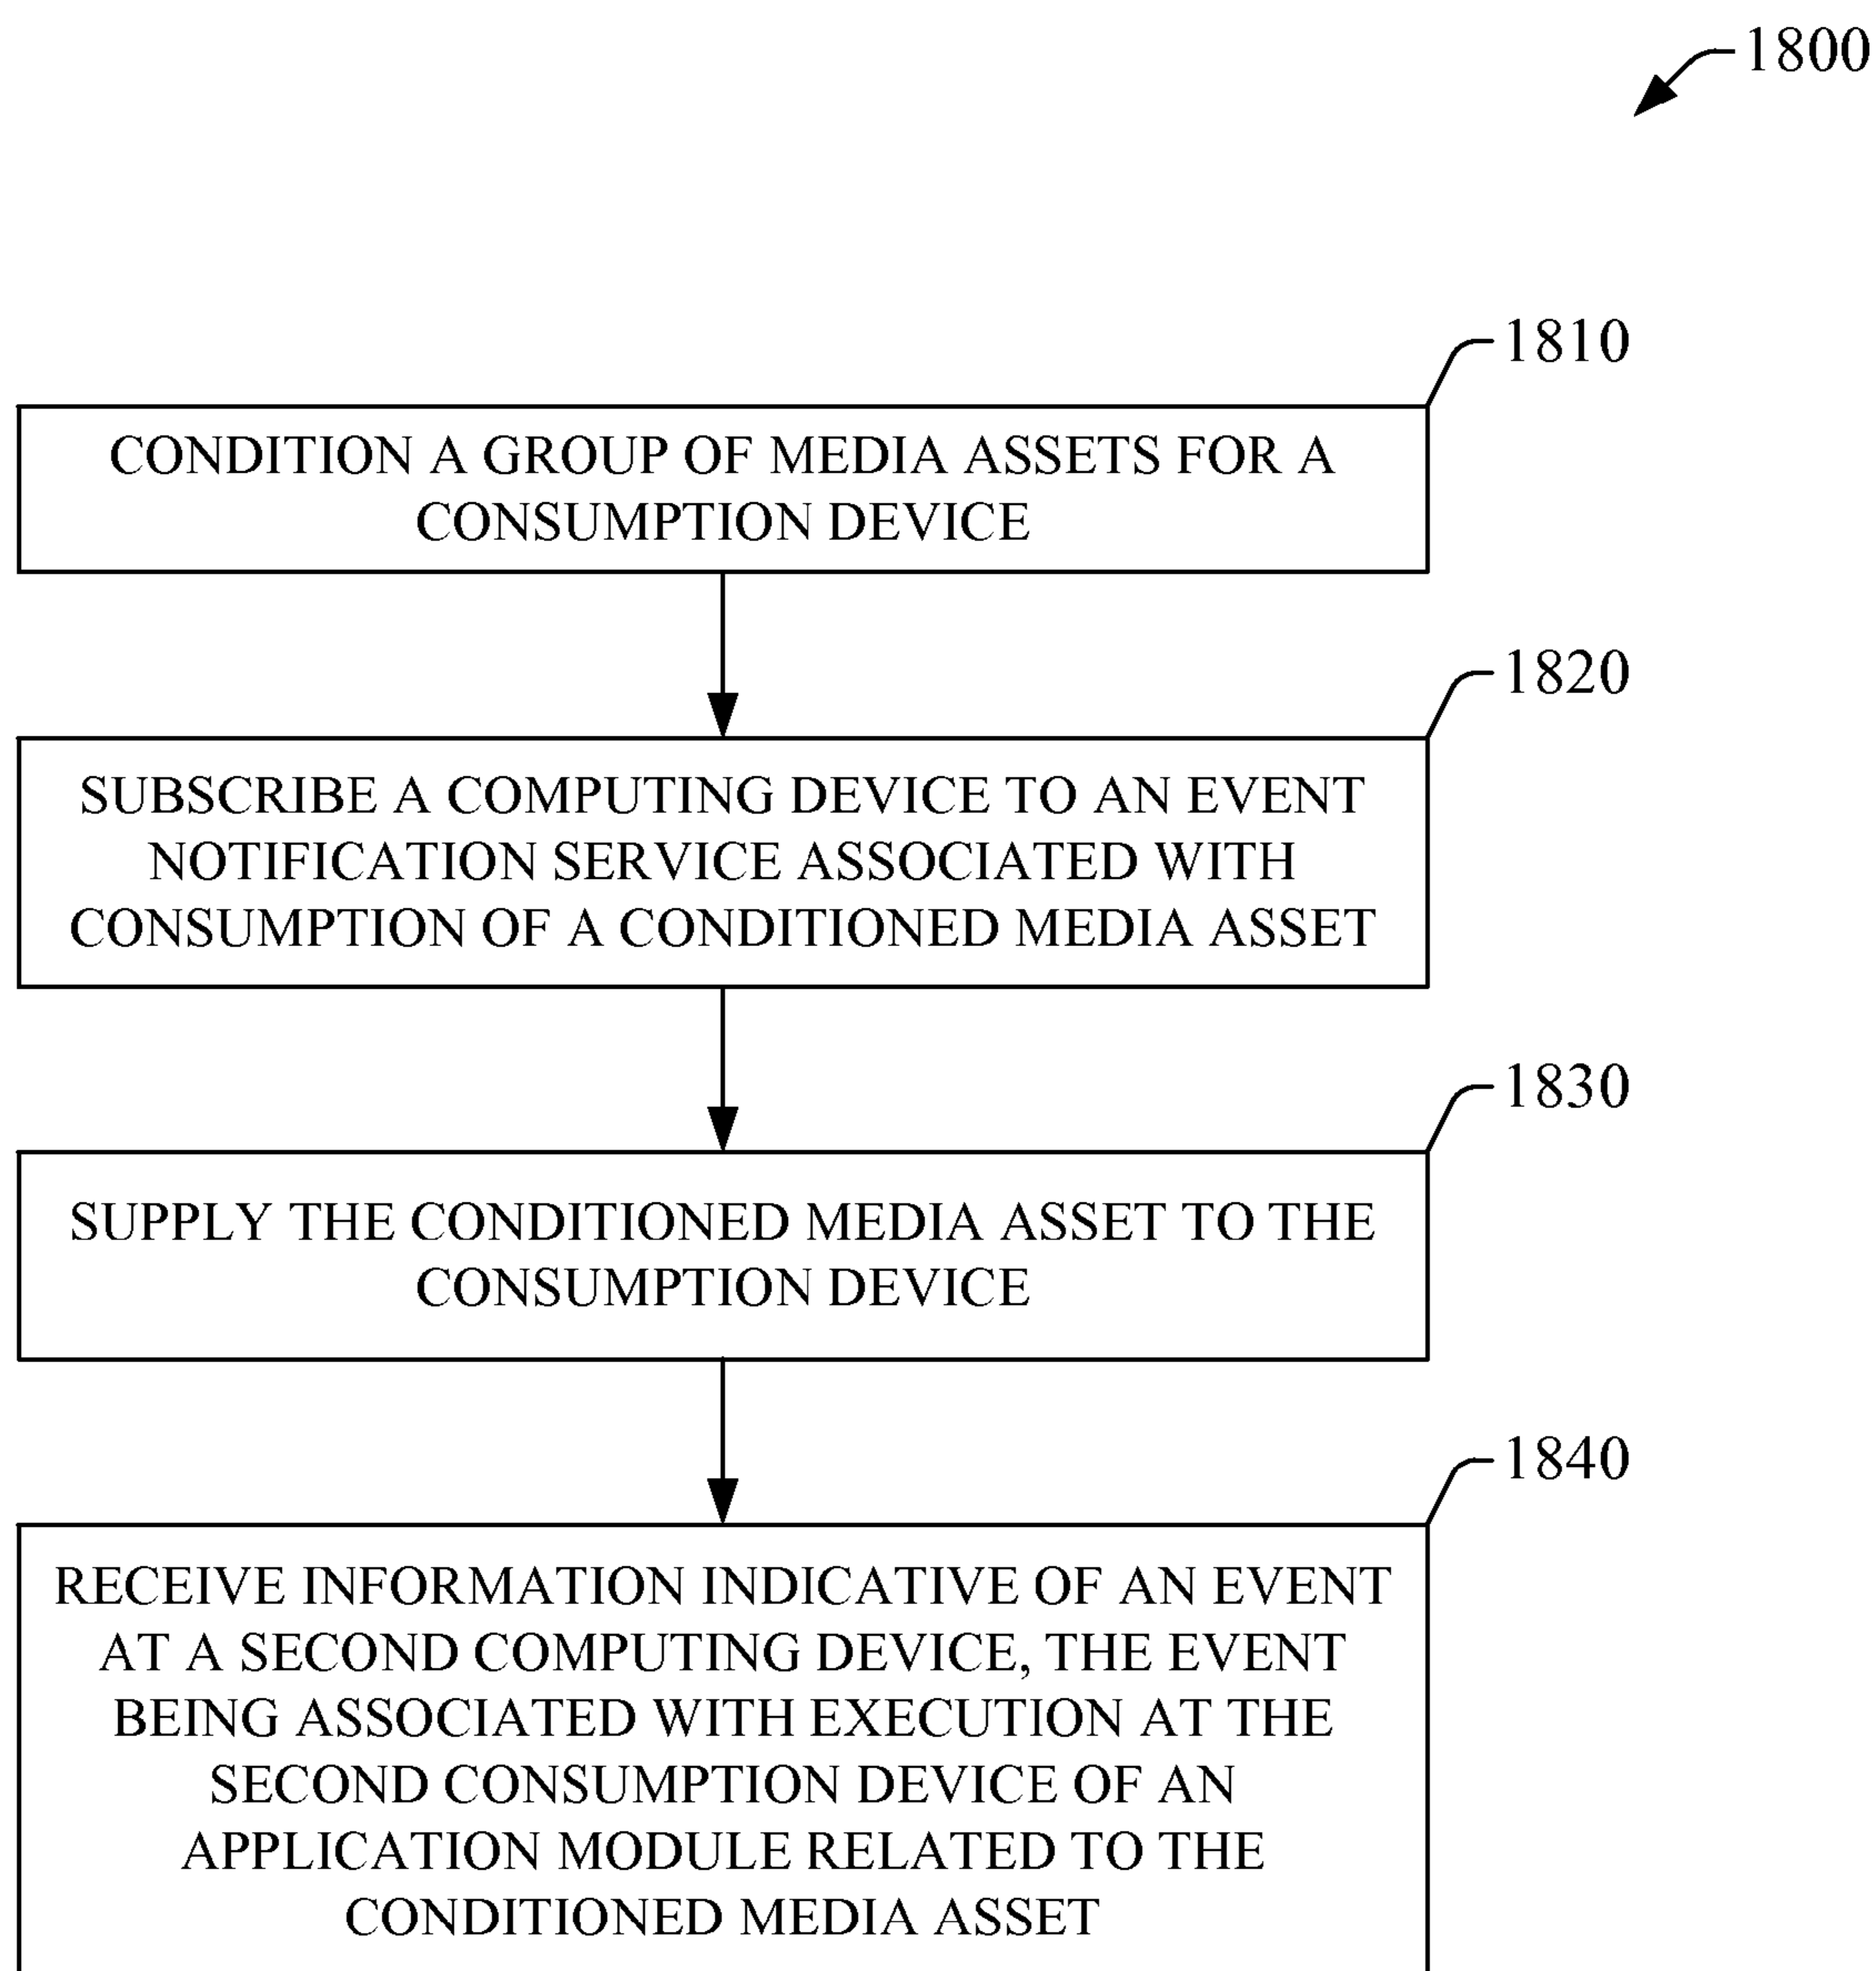 1800
1810
CONDITION A GROUP OF MEDIA ASSETS FOR A
CONSUMPTION DEVICE
1820
SUBSCRIBE A COMPUTING DEVICE TO AN EVENT
NOTIFICATION SERVICE ASSOCIATED WITH
CONSUMPTION OF A CONDITIONED MEDIA ASSET
1830
SUPPLY THE CONDITIONED MEDIA ASSET TO THE
CONSUMPTION DEVICE
1840
RECEIVE INFORMATION INDICATIVE OF AN EVENT
AT A SECOND COMPUTING DEVICE, THE EVENT
BEING ASSOCIATED WITH EXECUTION AT THE
SECOND CONSUMPTION DEVICE OF AN
APPLICATION MODULE RELATED TO THE
CONDITIONED MEDIA ASSET